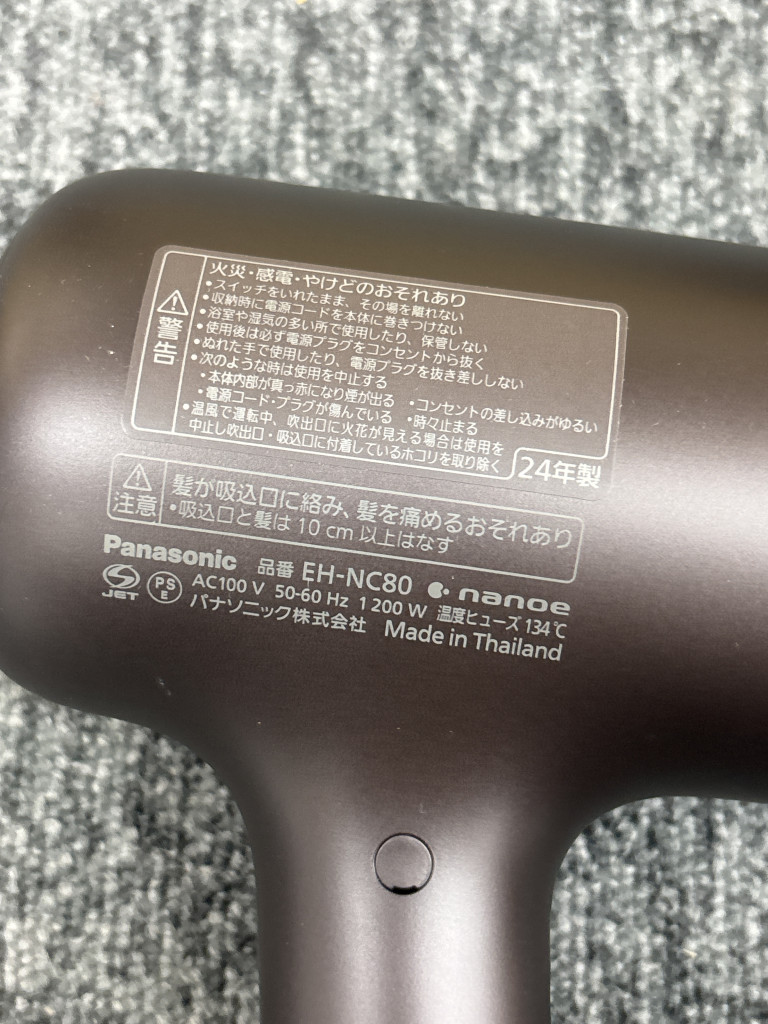 警告
火災・感電・やけどのおそれあり
•スイッチをいれたまま、その場を離れない
•収納時に電源コードを本体に巻きつけない
•浴室や湿気の多い所で使用したり、保管しない
•使用後は必ず電源プラグをコンセントから抜く
•ぬれた手で使用したり、電源プラグを抜き差ししない
•次のような時は使用を中止する
•本体内部が真っ赤になり煙が出る •コンセントの差し込みがゆるい
•電源コード・プラグが傷んでいる •時々止まる
•温風で運転中、吹出口に火花が見える場合は使用を
中止し吹出口・吸込口に付着しているホコリを取り除く
24年製
注意
髪が吸込口に絡み、髪を痛めるおそれあり
•吸込口と髪は 10 cm 以上はなす
Panasonic 品番 EH-NC80 nanoe
JET PS E AC100 V 50-60 Hz 1 200 W 温度ヒューズ 134℃
パナソニック株式会社 Made in Thailand